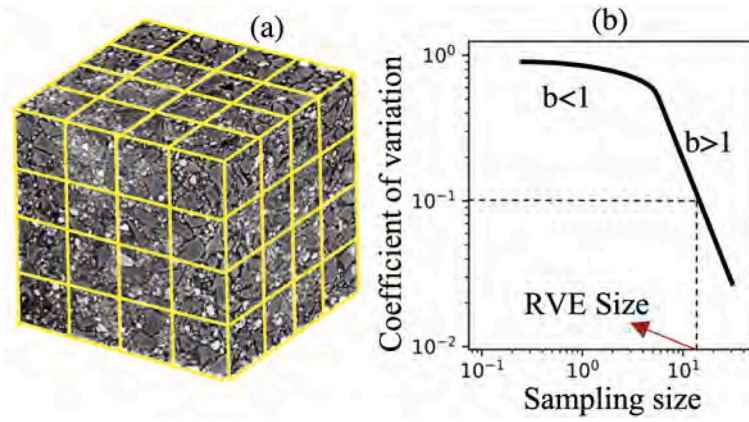 (a)
(b)
Coefficient of variation
10⁰
10⁻¹
10⁻²
b<1
b>1
RVE Size
10⁻¹
10⁰
10¹
Sampling size